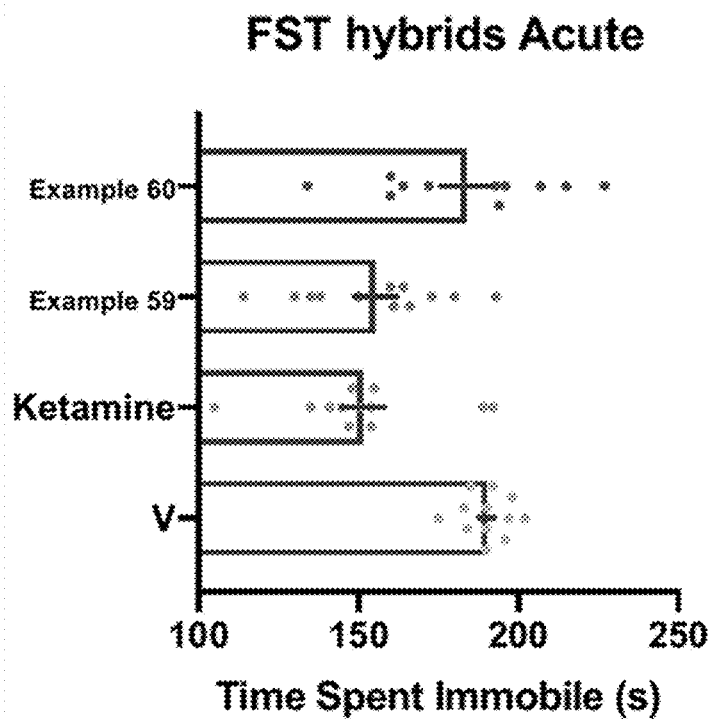 FST hybrids Acute
Example 60
Example 59
Ketamine
V
100 150 200 250
Time Spent Immobile (s)